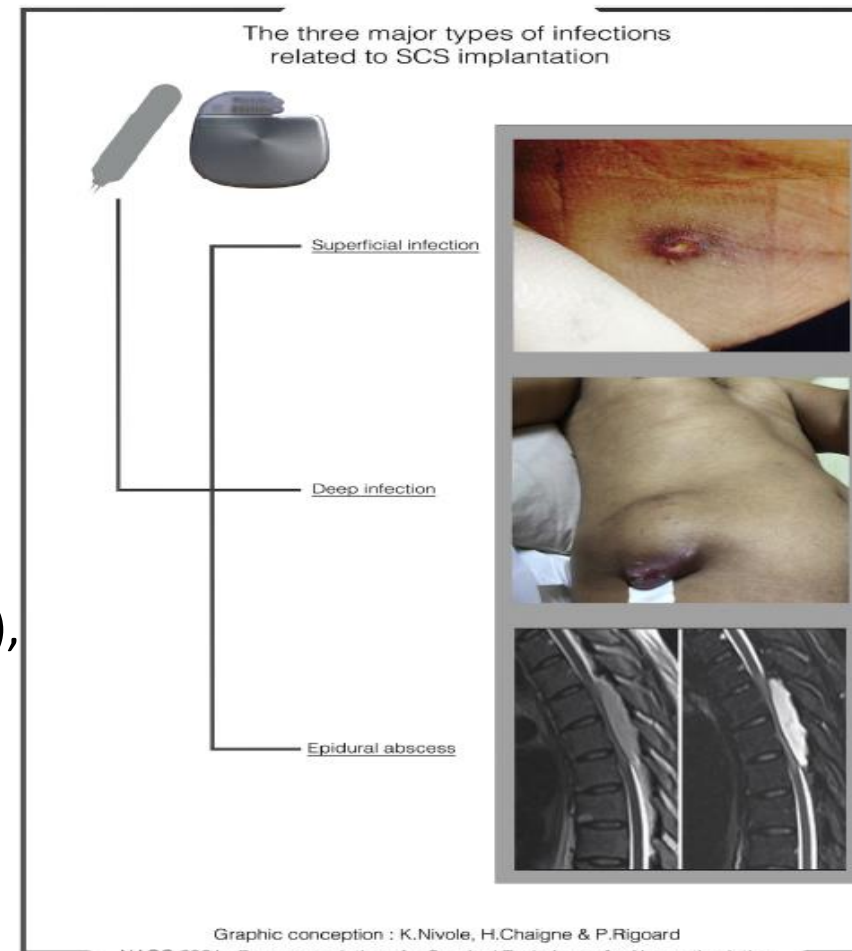 The three major types of infections
related to SCS implantation
Superficial infection
Deep infection
),
Epidural abscess
Graphic conception : K.Nivole, H.Chaigne & P.Rigoard